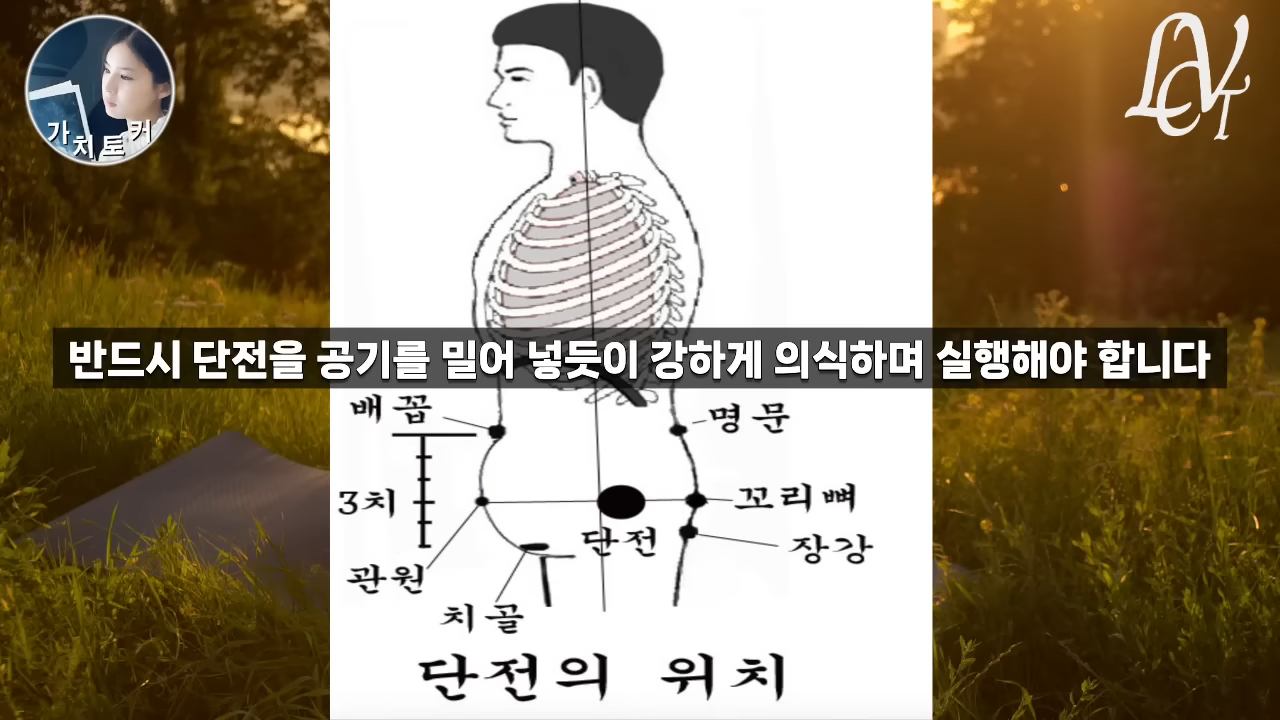 가치토커
LOVT
반드시 단전을 공기를 밀어 넣듯이 강하게 의식하며 실행해야 합니다
배꼽
명문
3치
꼬리뼈
단전
장강
관원
치골
단전의 위치